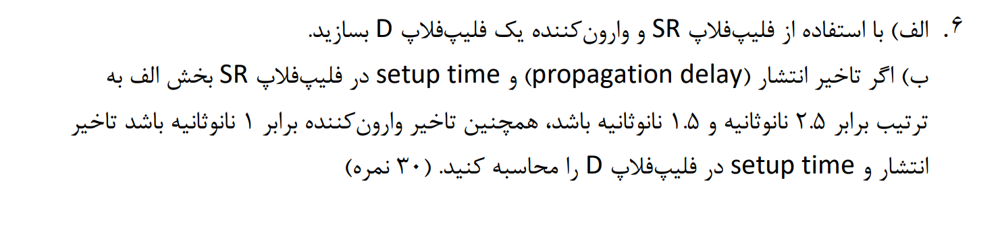 ۶. الف) با استفاده از فلیپ‌فلاپ SR و وارون‌کننده یک فلیپ‌فلاپ D بسازید.
ب) اگر تاخیر انتشار (propagation delay) و setup time در فلیپ‌فلاپ SR بخش الف به
ترتیب برابر ۲.۵ نانوثانیه و ۱.۵ نانوثانیه باشد، همچنین تاخیر وارون‌کننده برابر ۱ نانوثانیه باشد تاخیر
انتشار و setup time در فلیپ‌فلاپ D را محاسبه کنید. (۳۰ نمره)